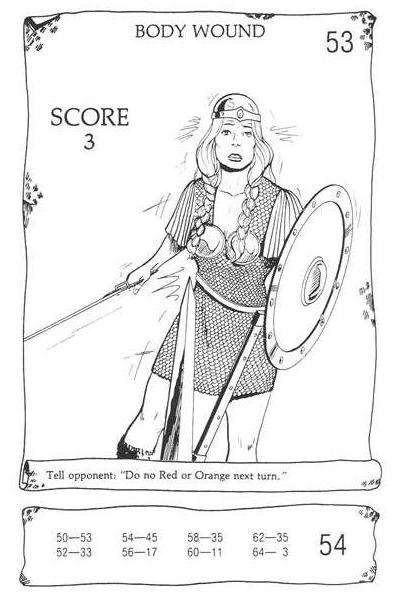 BODY WOUND
53
SCORE
3
Tell opponent: "Do no Red or Orange next turn."
50—53 54—45 58—35 62—35
52—33 56—17 60—11 64— 3
54